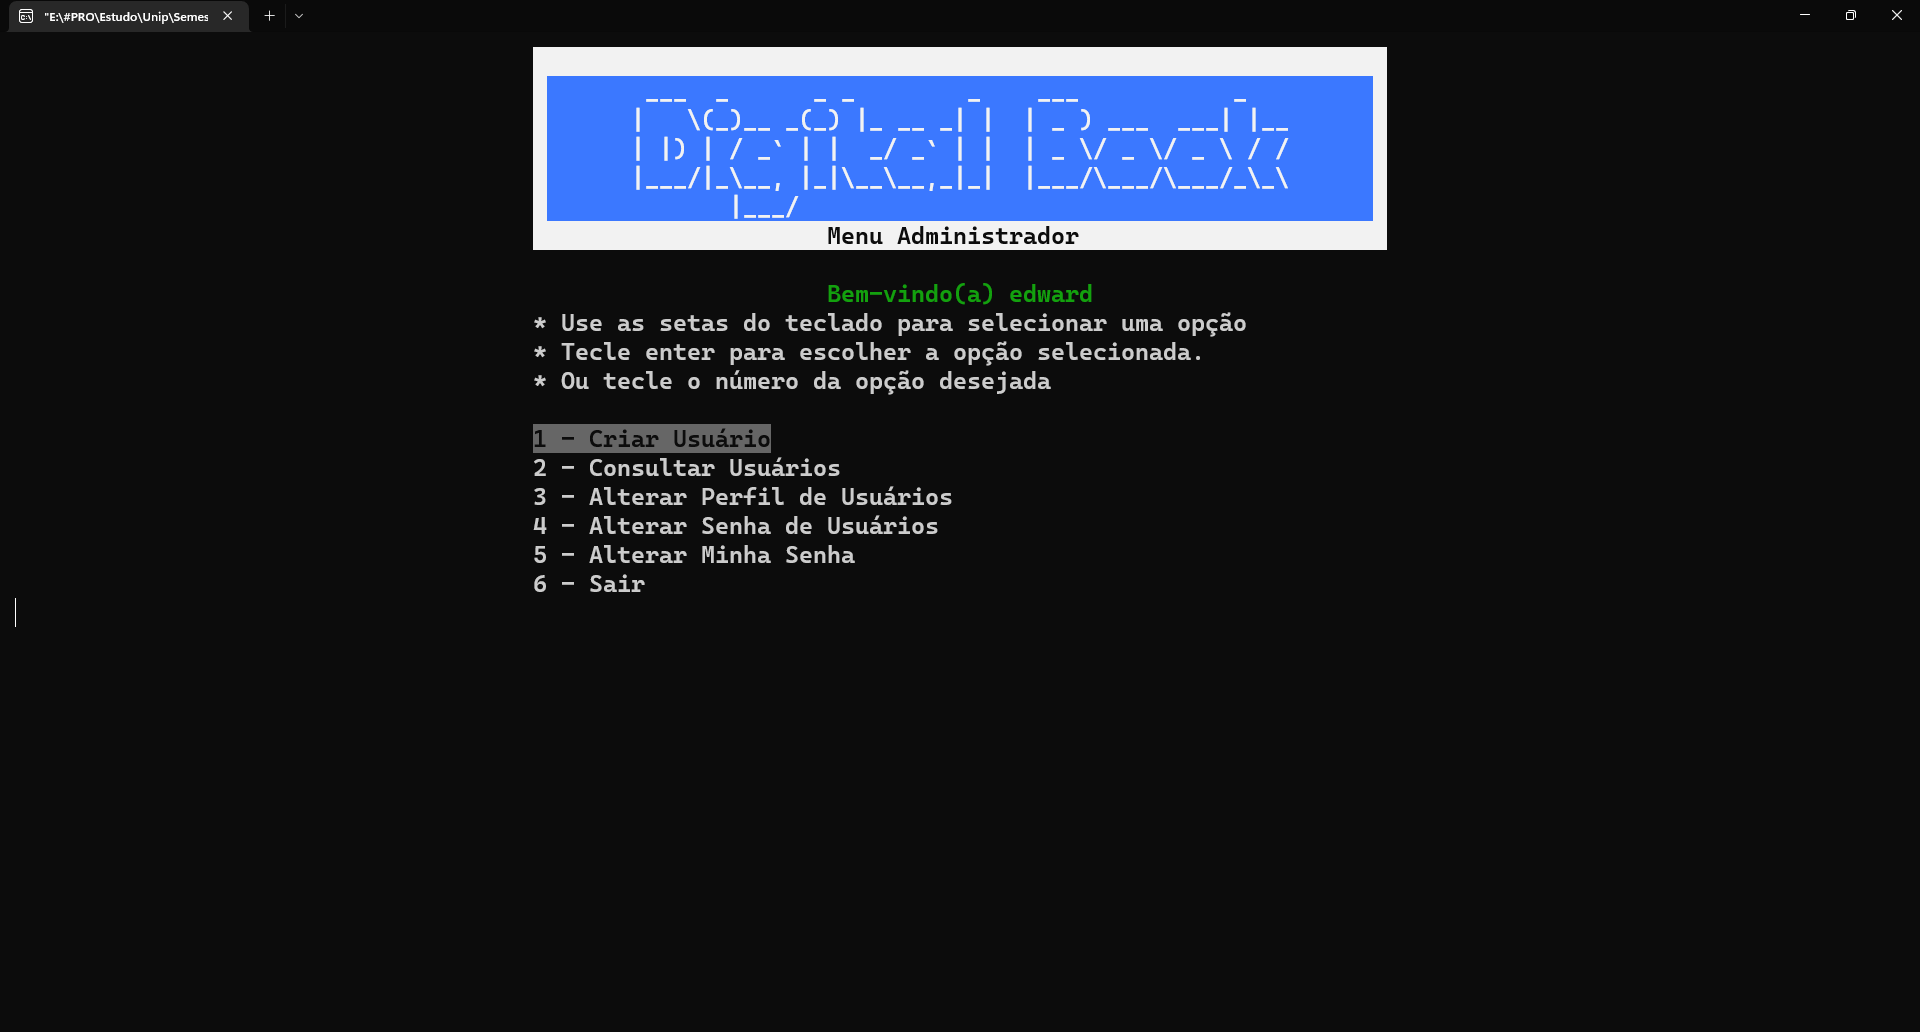 "E:\#PRO\Estudo\Unip\Semes
Digital Book
Menu Administrador
Bem-vindo(a) edward
* Use as setas do teclado para selecionar uma opção
* Tecle enter para escolher a opção selecionada.
* Ou tecle o número da opção desejada
1 - Criar Usuário
2 - Consultar Usuários
3 - Alterar Perfil de Usuários
4 - Alterar Senha de Usuários
5 - Alterar Minha Senha
6 - Sair